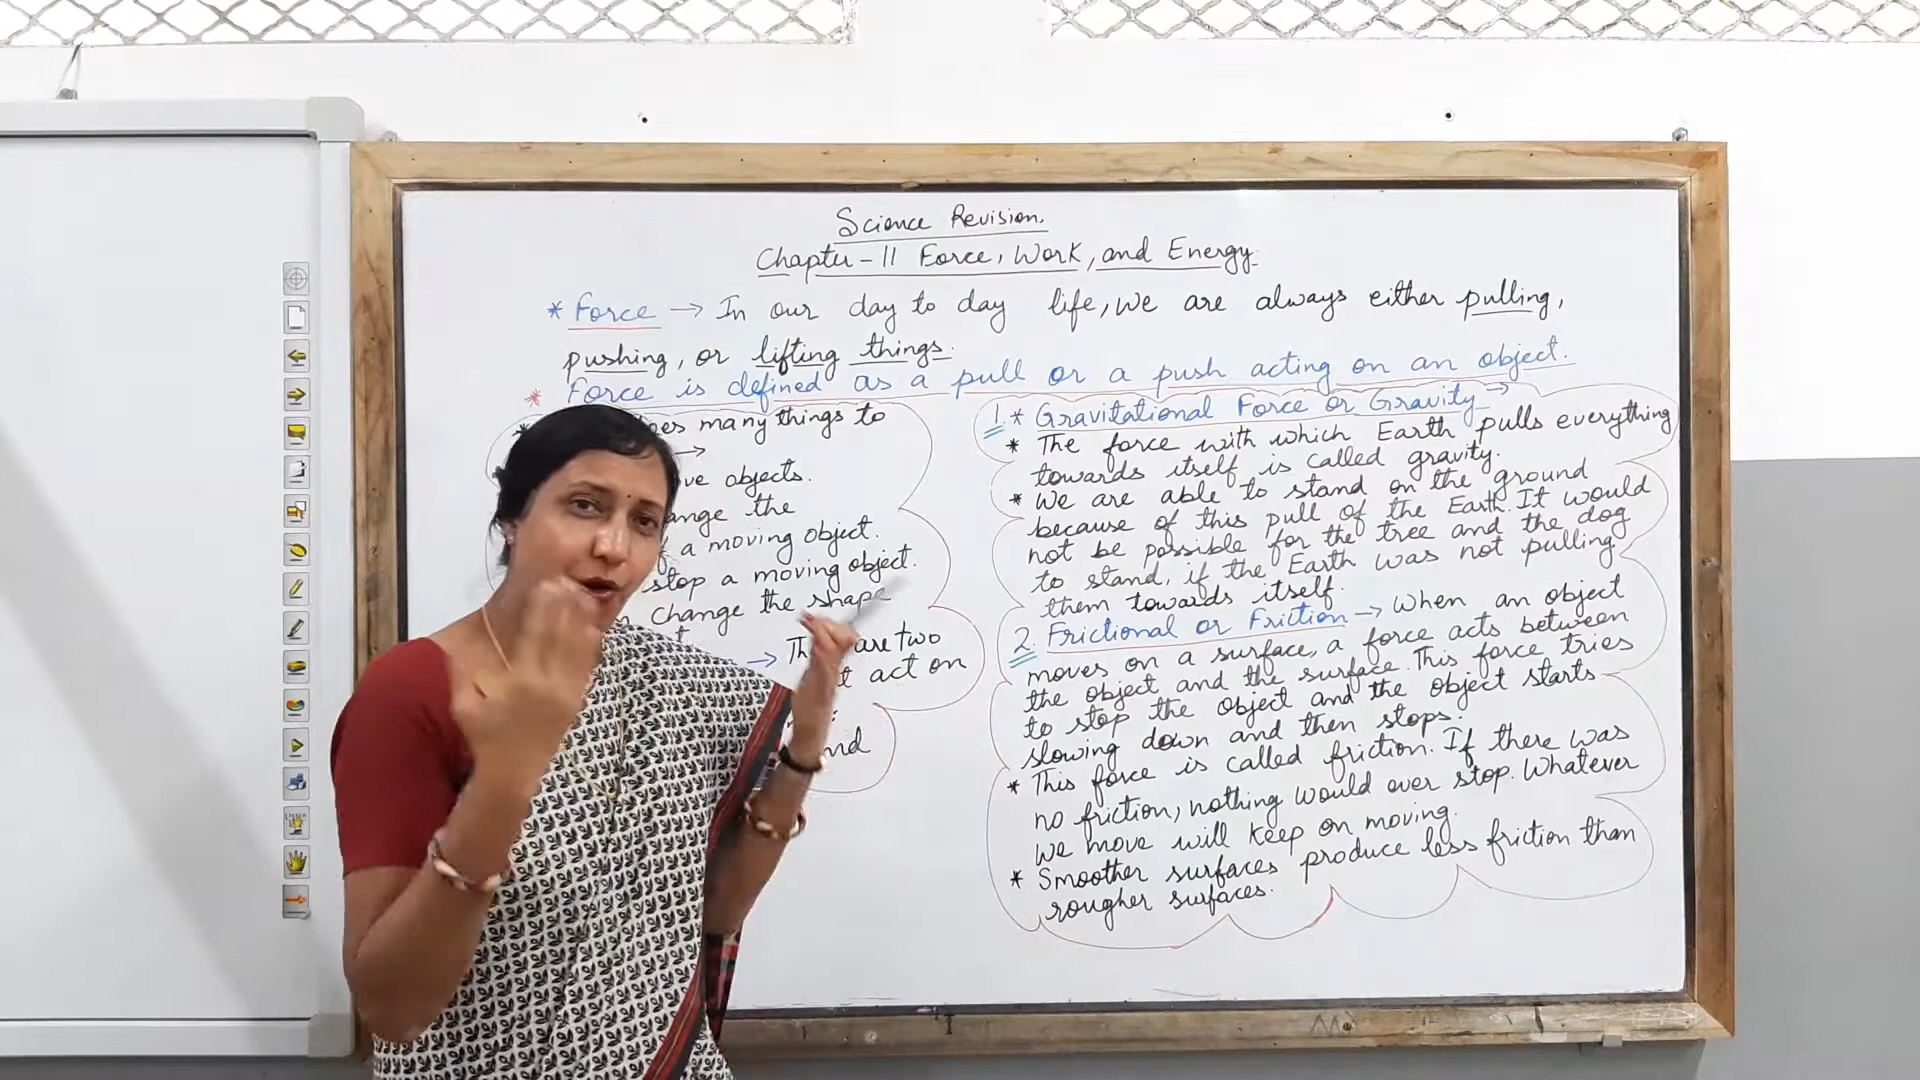 Science Revision.
Chapter-11 Force, Work, and Energy.
* Force → In our day to day life, we are always either pulling,
pushing, or lifting things.
* Force is defined as a pull or a push acting on an object.
many things to
→
objects.
the
a moving object.
stop a moving object.
change the shape
→ are two
act on
and
1. * Gravitational Force or Gravity →
* The force with which Earth pulls everything
towards itself is called gravity.
* We are able to stand on the ground
because of this pull of the Earth. It would
not be possible for the tree and the dog
to stand, if the Earth was not pulling
them towards itself.
2. Frictional or Friction → When an object
moves on a surface, a force acts between
the object and the surface. This force tries
to stop the object and the object starts
slowing down and then stops.
* This force is called friction. If there was
no friction, nothing would ever stop. Whatever
we move will keep on moving.
* Smoother surfaces produce less friction than
rougher surfaces.